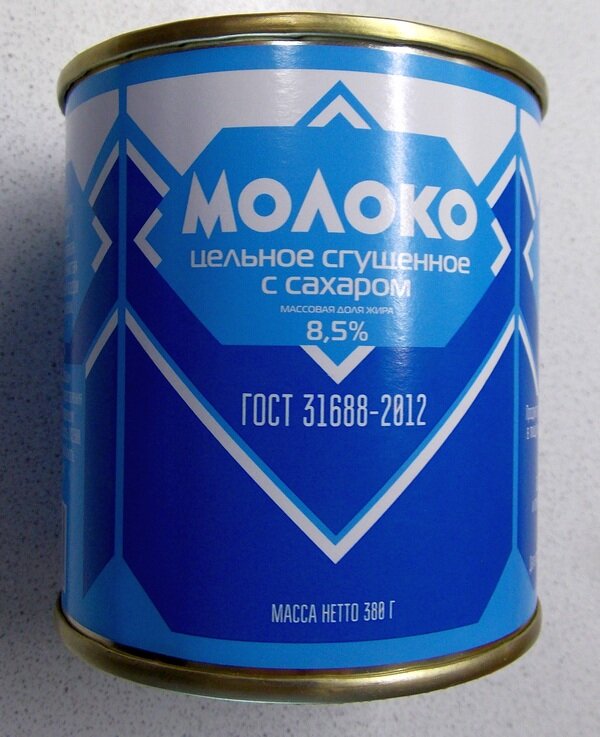 МОЛОКО
цельное сгущенное
с сахаром
массовая доля жира
8,5%
ГОСТ 31688-2012
МАССА НЕТТО 380 Г